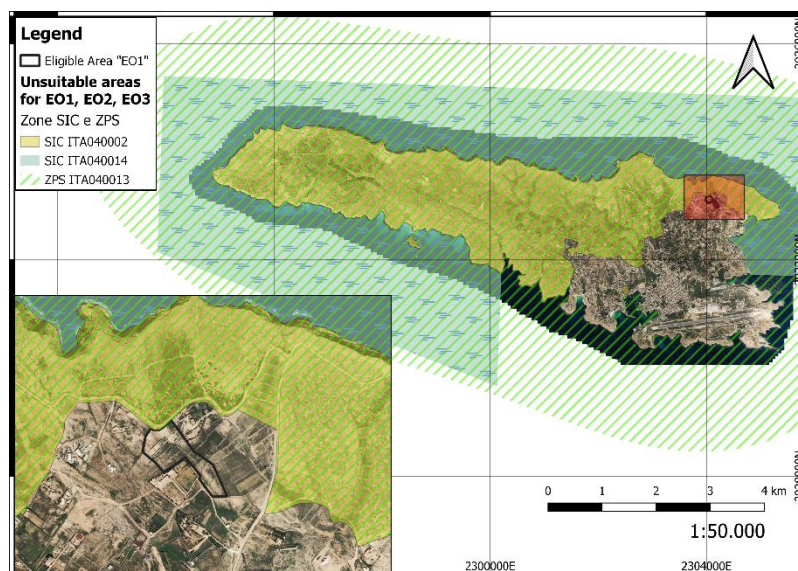 Legend
Eligible Area "EO1"
Unsuitable areas
for EO1, EO2, EO3
Zone SIC e ZPS
SIC ITA040002
SIC ITA040014
ZPS ITA040013
0 1 2 3 4 km
1:50.000
2300000E 2304000E